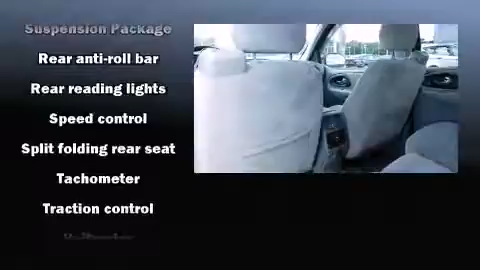 Suspension Package
Rear anti-roll bar
Rear reading lights
Speed control
Split folding rear seat
Tachometer
Traction control